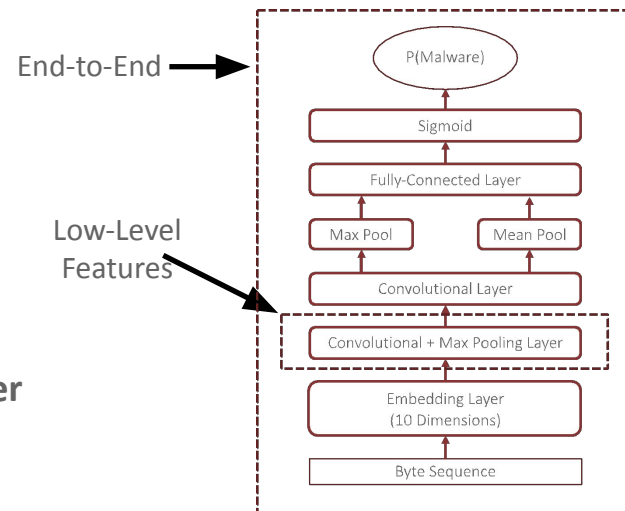 End-to-End
P(Malware)
Sigmoid
Fully-Connected Layer
Max Pool
Mean Pool
Low-Level
Features
Convolutional Layer
Convolutional + Max Pooling Layer
er
Embedding Layer
(10 Dimensions)
Byte Sequence